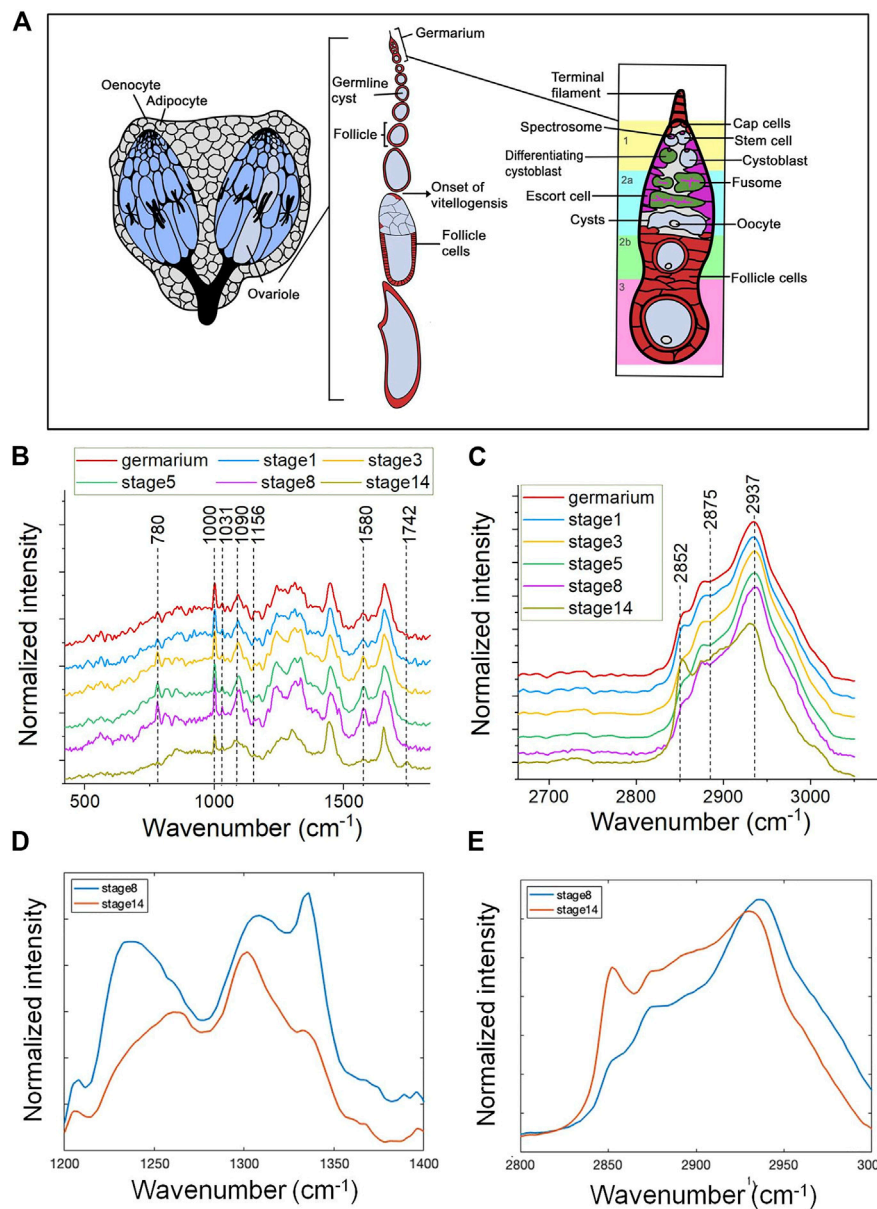 A
Oenocyte
Adipocyte
Ovariole
Germarium
Germline
cyst
Follicle
Onset of
vitellogensis
Follicle
cells
Terminal
filament
Spectrosome
Differentiating
cystoblast
Escort cell
Cysts
Cap cells
Stem cell
Cystoblast
Fusome
Oocyte
Follicle cells
1
2a
2b
3
B
germarium
stage1
stage3
stage5
stage8
stage14
780
1000
1031
1090
1156
1580
1742
Normalized intensity
500
1000
1500
Wavenumber (cm-1)
C
germarium
stage1
stage3
stage5
stage8
stage14
2852
2875
2937
Normalized intensity
2700
2800
2900
3000
Wavenumber (cm-1)
D
stage8
stage14
Normalized intensity
1200
1250
1300
1350
1400
Wavenumber (cm-1)
E
stage8
stage14
Normalized intensity
2800
2850
2900
2950
300
Wavenumber (cm-1)